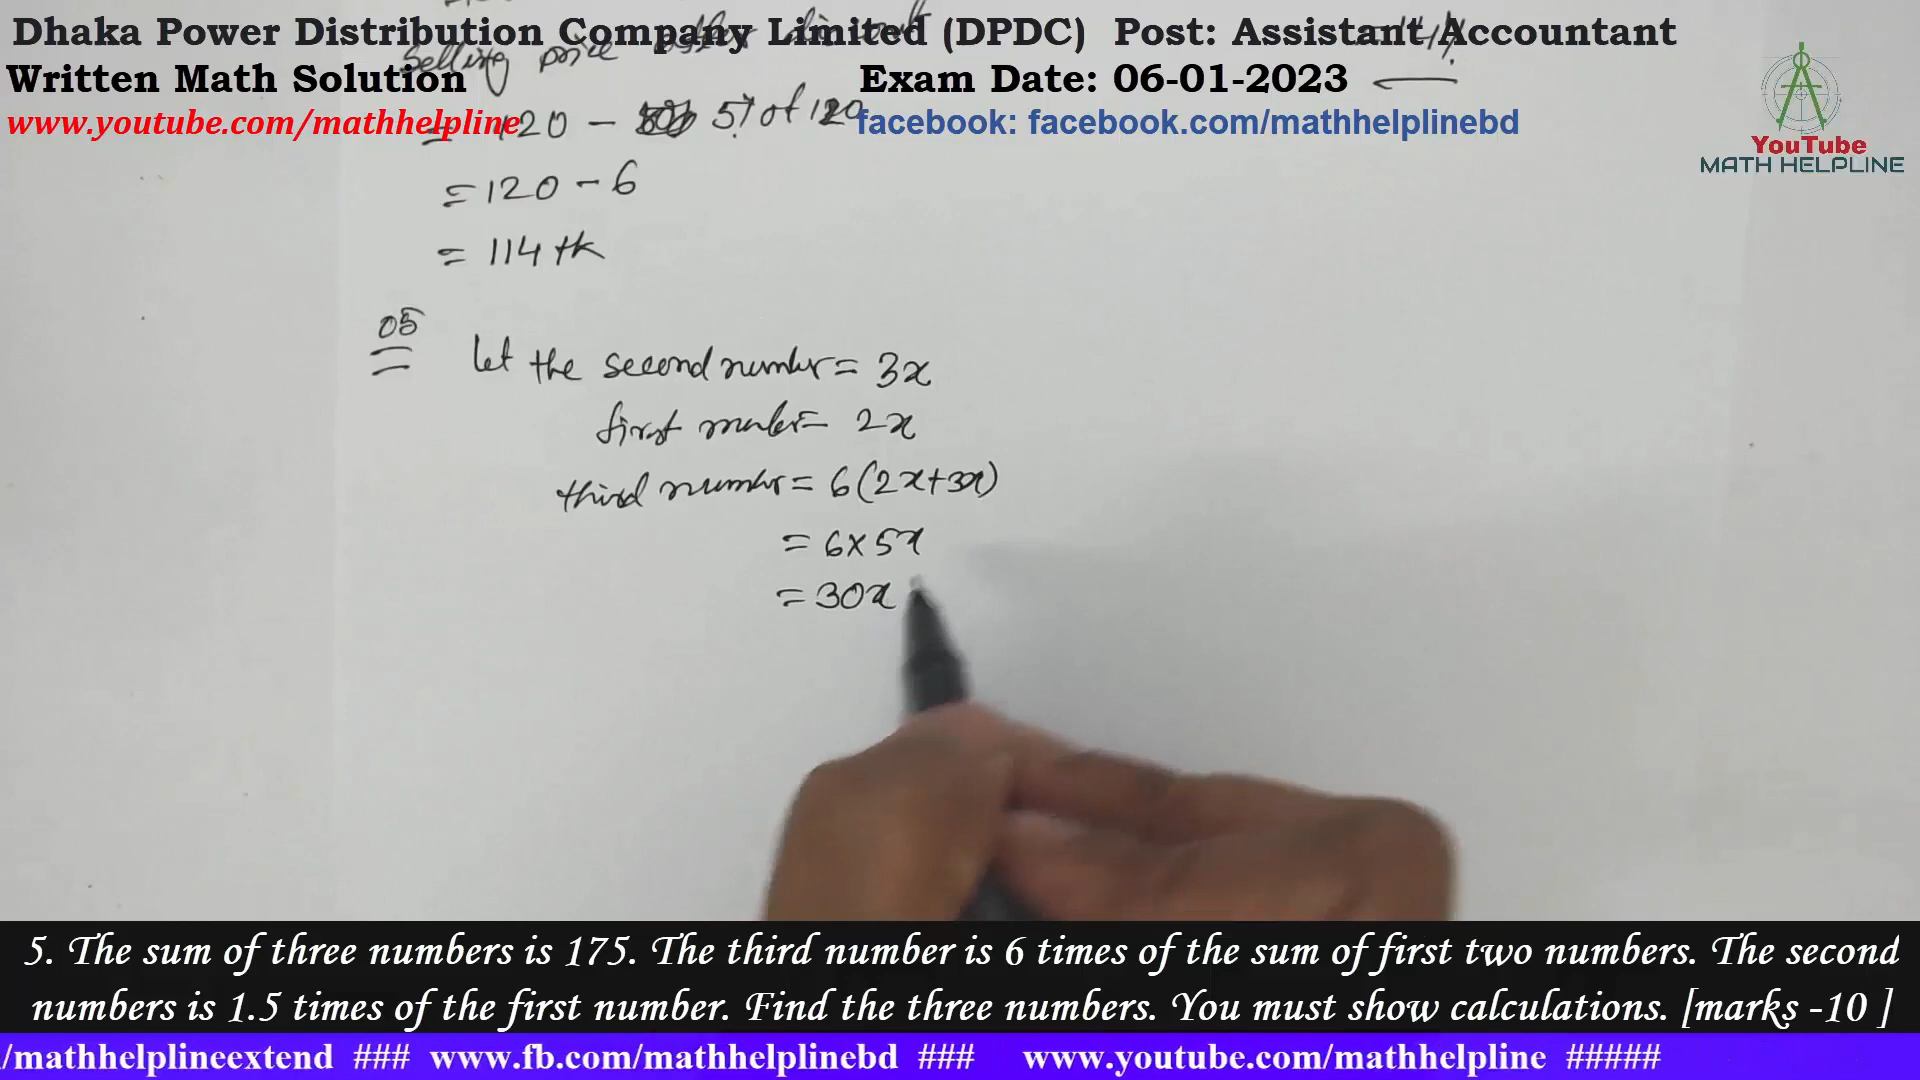 Dhaka Power Distribution Company Limited (DPDC) Post: Assistant Accountant
Selling price
Written Math Solution
Exam Date: 06-01-2023
www.youtube.com/mathhelpline
facebook: facebook.com/mathhelplinebd
YouTube
MATH HELPLINE
= 120 - 5% of 120
= 120 - 6
= 114 tk
05
let the second number = 3x
first number = 2x
third number = 6(2x+3x)
= 6 x 5x
= 30x
5. The sum of three numbers is 175. The third number is 6 times of the sum of first two numbers. The second
numbers is 1.5 times of the first number. Find the three numbers. You must show calculations. [marks -10 ]
/mathhelplineextend ### www.fb.com/mathhelplinebd ### www.youtube.com/mathhelpline #####